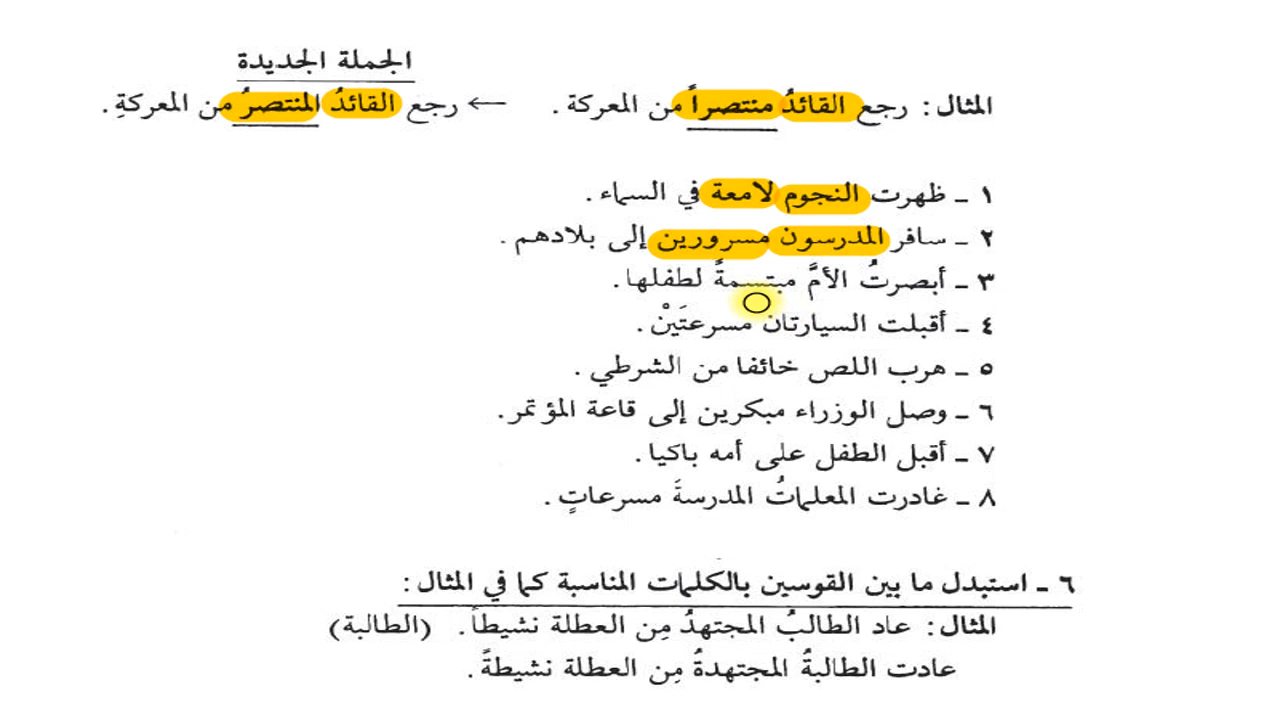 الجملة الجديدة
المثال: رجع القائدُ منتصراً من المعركة. ← رجع القائدُ المنتصرُ من المعركةِ.
١ ـ ظهرت النجوم لامعة في السماء.
٢ ـ سافر المدرسون مسرورين إلى بلادهم.
٣ ـ أبصرتُ الأمَّ مبتسمةً لطفلها.
٤ ـ أقبلت السيارتان مسرعتَيْن.
٥ ـ هرب اللص خائفا من الشرطي.
٦ ـ وصل الوزراء مبكرين إلى قاعة المؤتمر.
٧ ـ أقبل الطفل على أمه باكيا.
٨ ـ غادرت المعلماتُ المدرسةَ مسرعاتٍ.
٦ ـ استبدل ما بين القوسين بالكلمات المناسبة كما في المثال:
المثال: عاد الطالبُ المجتهدُ مِن العطلة نشيطاً. (الطالبة)
عادت الطالبةُ المجتهدةُ مِن العطلة نشيطةً.